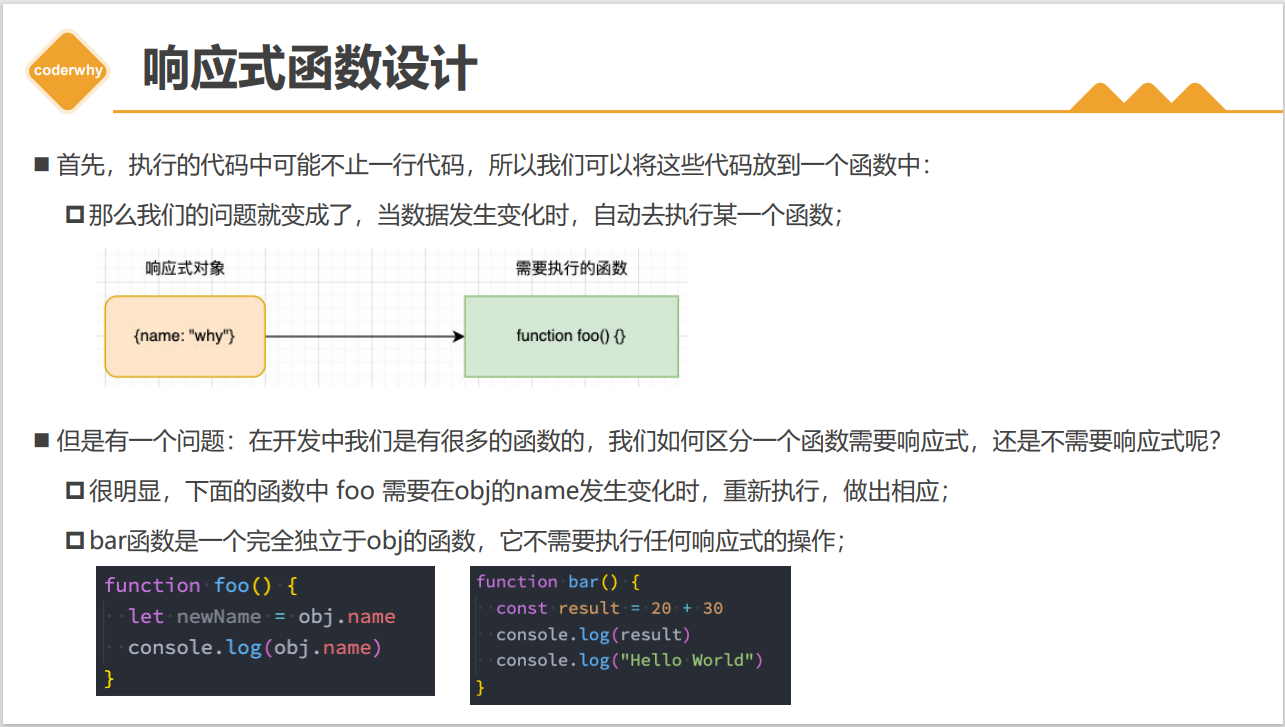 coderwhy
响应式函数设计
首先，执行的代码中可能不止一行代码，所以我们可以将这些代码放到一个函数中：
那么我们的问题就变成了，当数据发生变化时，自动去执行某一个函数；
响应式对象
需要执行的函数
{name: "why"}
function foo() {}
但是有一个问题：在开发中我们是有很多的函数的，我们如何区分一个函数需要响应式，还是不需要响应式呢？
很明显，下面的函数中 foo 需要在obj的name发生变化时，重新执行，做出相应；
bar函数是一个完全独立于obj的函数，它不需要执行任何响应式的操作；
function foo() {
let newName = obj.name
console.log(obj.name)
}
function bar() {
const result = 20 + 30
console.log(result)
console.log("Hello World")
}